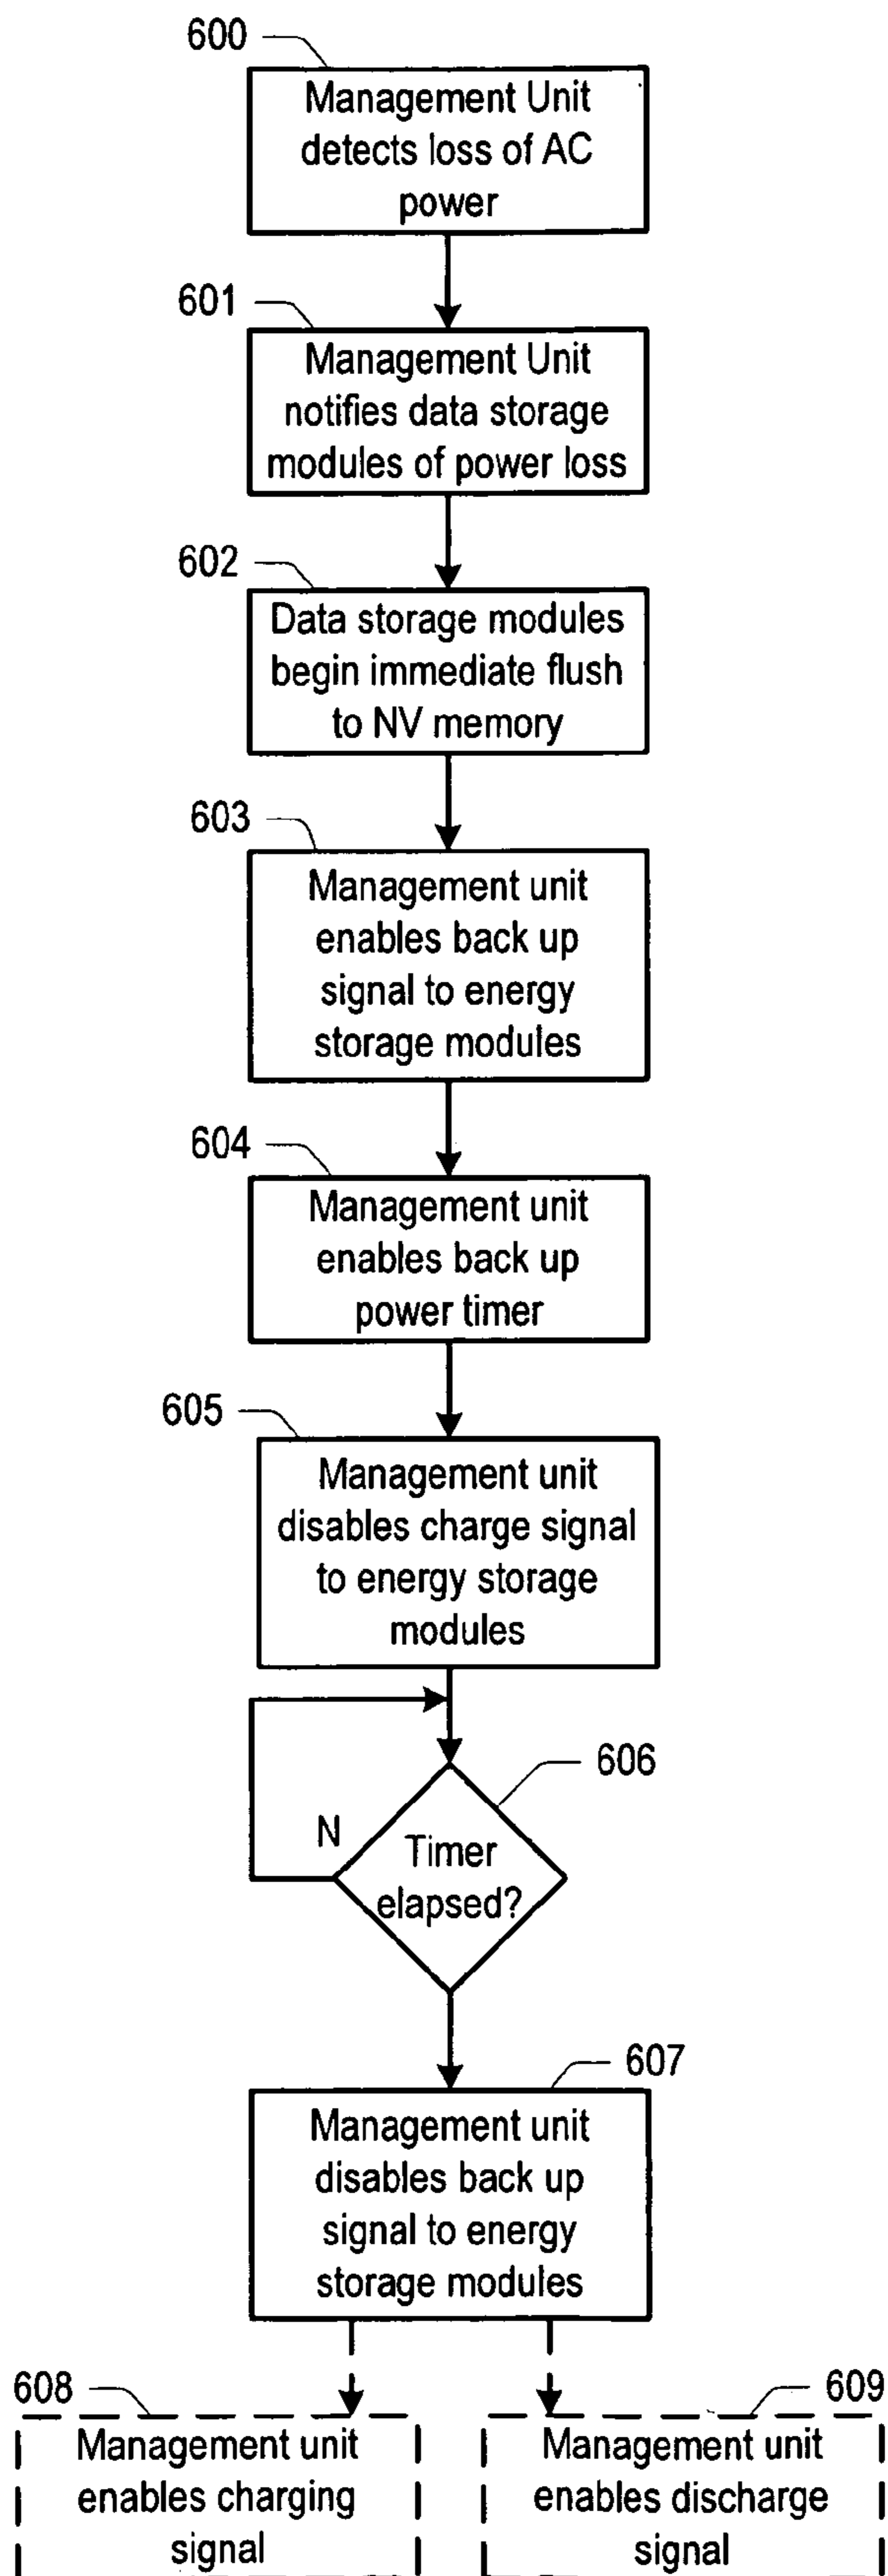 600
Management Unit
detects loss of AC
power
601
Management Unit
notifies data storage
modules of power loss
602
Data storage modules
begin immediate flush
to NV memory
603
Management unit
enables back up
signal to energy
storage modules
604
Management unit
enables back up
power timer
605
Management unit
disables charge signal
to energy storage
modules
606
N
Timer
elapsed?
607
Management unit
disables back up
signal to energy
storage modules
608
Management unit
enables charging
signal
609
Management unit
enables discharge
signal